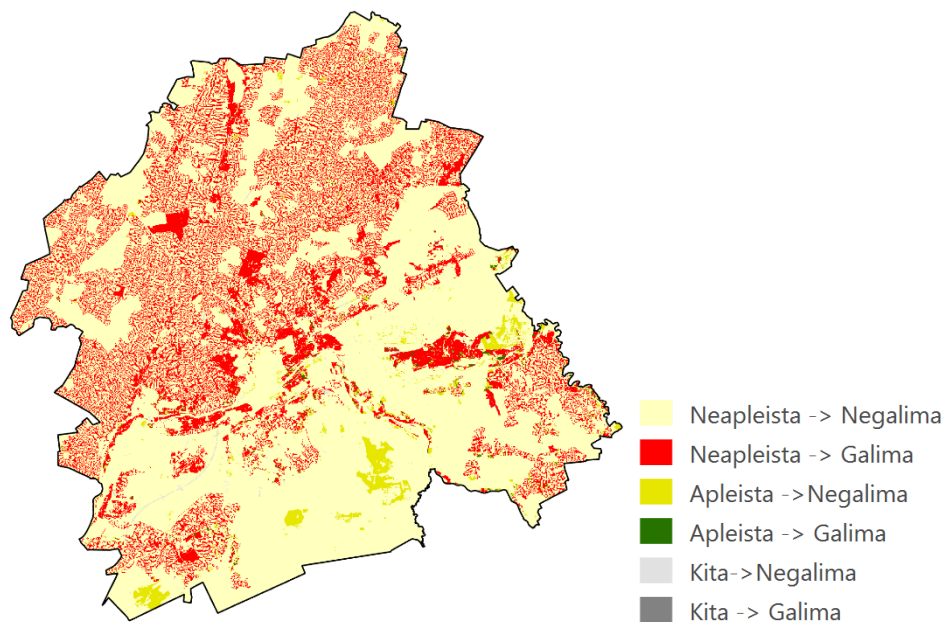 Neapleista -> Negalima
Neapleista -> Galima
Apleista ->Negalima
Apleista -> Galima
Kita->Negalima
Kita -> Galima